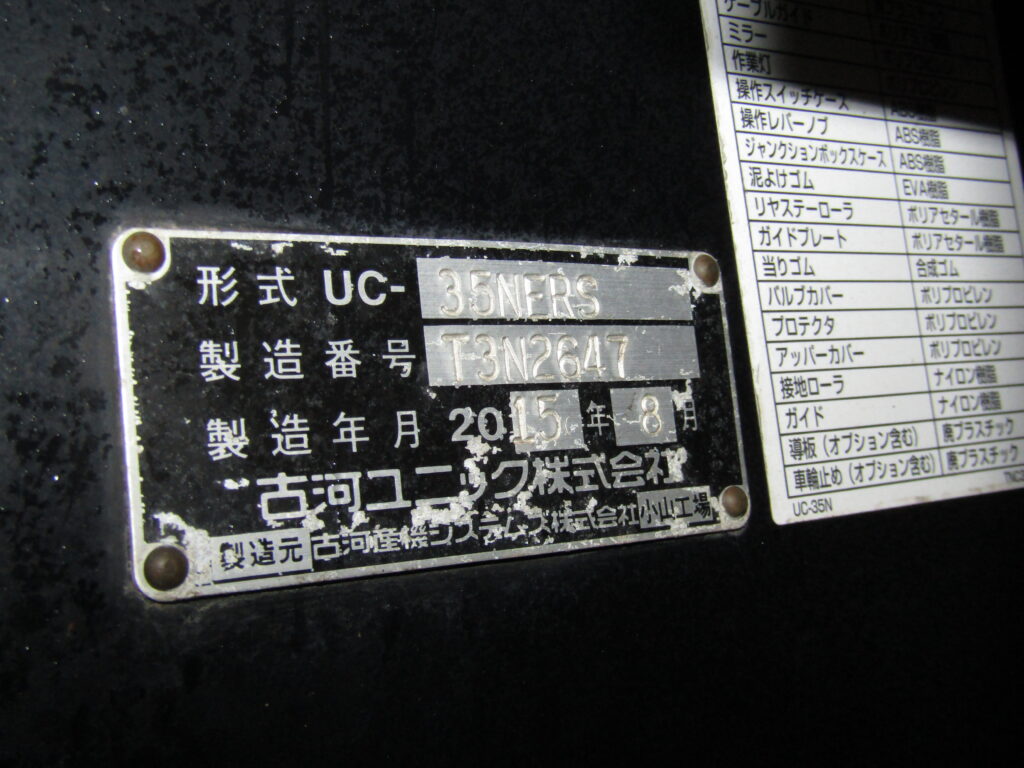 形式 UC- 35NERS
製造番号 T3N2647
製造年月 2015年 8月
古河ユニック株式会社
製造元 古河産機システムズ株式会社 小山工場
ケーブルガイド
ミラー
作業灯
操作スイッチケース ABS樹脂
操作レバーノブ ABS樹脂
ジャンクションボックスケース ABS樹脂
泥よけゴム EVA樹脂
リヤステーローラ ポリアセタール樹脂
ガイドプレート ポリアセタール樹脂
当りゴム 合成ゴム
バルブカバー ポリプロピレン
プロテクタ ポリプロピレン
アッパーカバー ポリプロピレン
接地ローラ ナイロン樹脂
ガイド ナイロン樹脂
導板（オプション含む） 廃プラスチック
車輪止め（オプション含む） 廃プラスチック
UC-35N